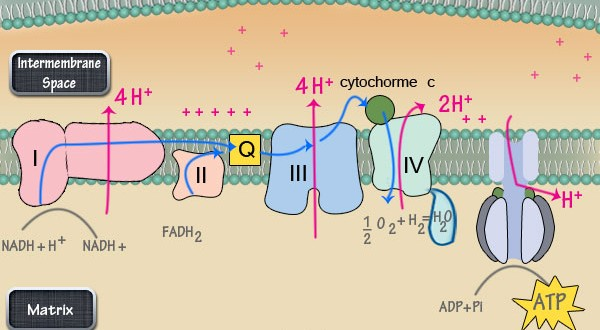 Intermembrane
Space
4H+
+ + + + +
4H+
cytochorme c
2H+
+ +
I
II
Q
III
IV
H+
NADH + H+
NADH +
FADH2
1/2 O2 + H2 = H2O
ADP+PI
ATP
Matrix